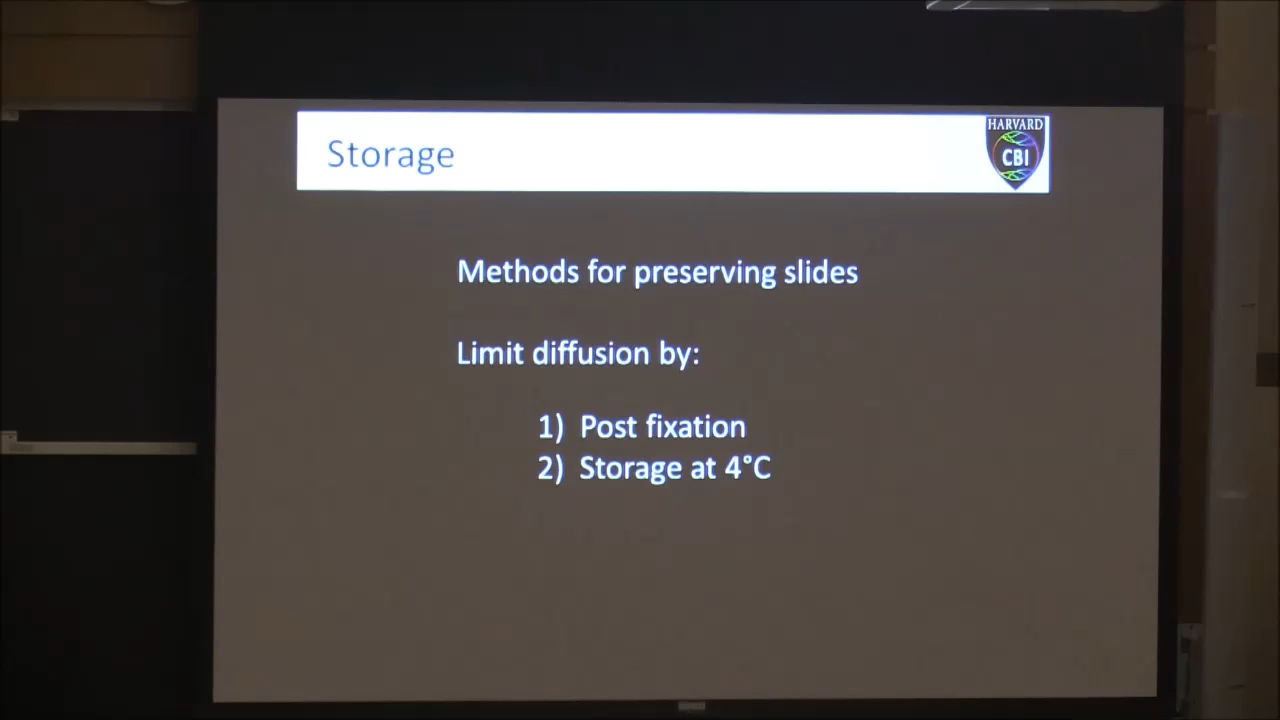 Storage
HARVARD
CBI
Methods for preserving slides
Limit diffusion by:
1) Post fixation
2) Storage at 4°C